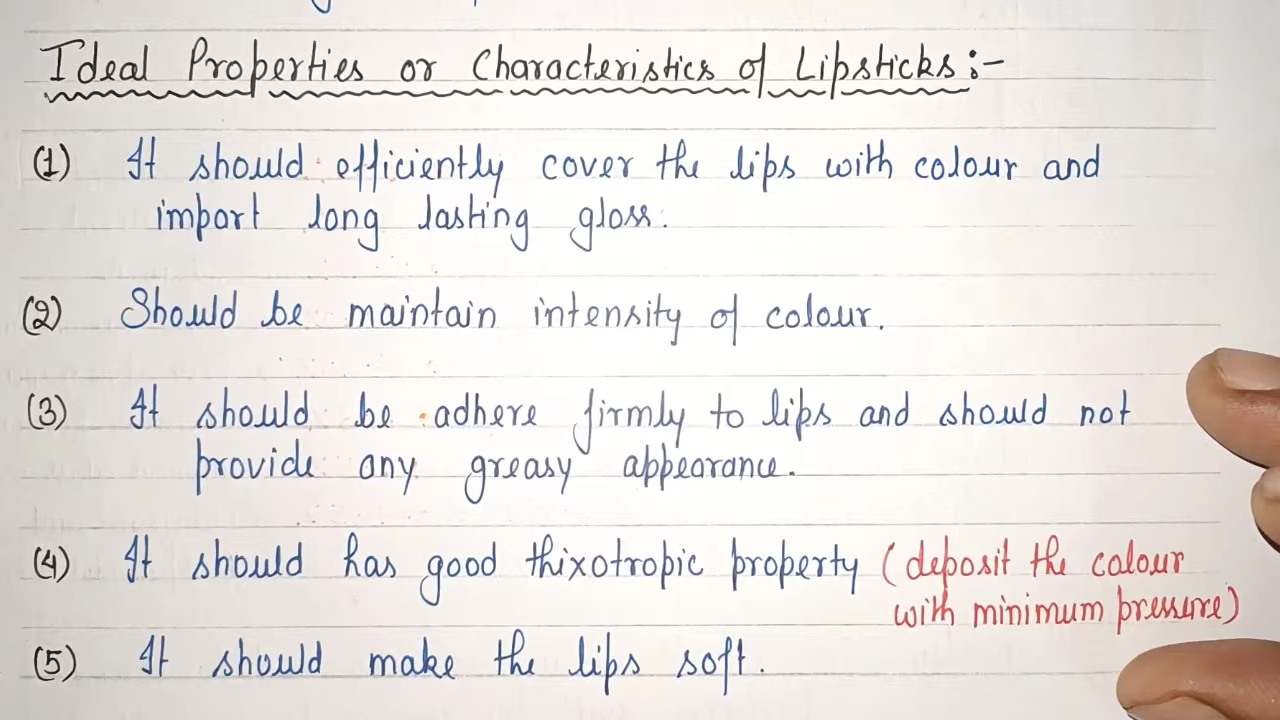 Ideal Properties or Characteristics of Lipsticks :-
(1) It should efficiently cover the lips with colour and
impart long lasting gloss.
(2) Should be maintain intensity of colour.
(3) It should be adhere firmly to lips and should not
provide any greasy appearance.
(4) It should has good thixotropic property (deposit the colour
with minimum pressure)
(5) It should make the lips soft.